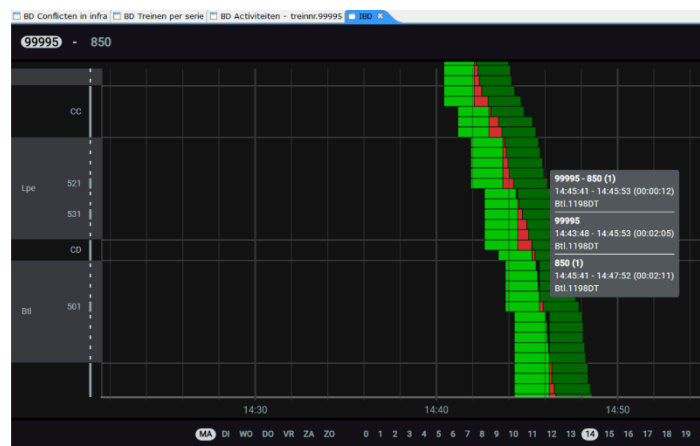 BD Conflicten in infra BD Treinen per serie BD Activiteiten - treinnr.99995 IBD
99995 - 850
CC
Lpe 521
531
CD
Btl 501
99995 - 850 (1)
14:45:41 - 14:45:53 (00:00:12)
Btl.1198DT
99995
14:43:48 - 14:45:53 (00:02:05)
Btl.1198DT
850 (1)
14:45:41 - 14:47:52 (00:02:11)
Btl.1198DT
14:30 14:40 14:50
MA DI WO DO VR ZA ZO 0 1 2 3 4 5 6 7 8 9 10 11 12 13 14 15 16 17 18 19